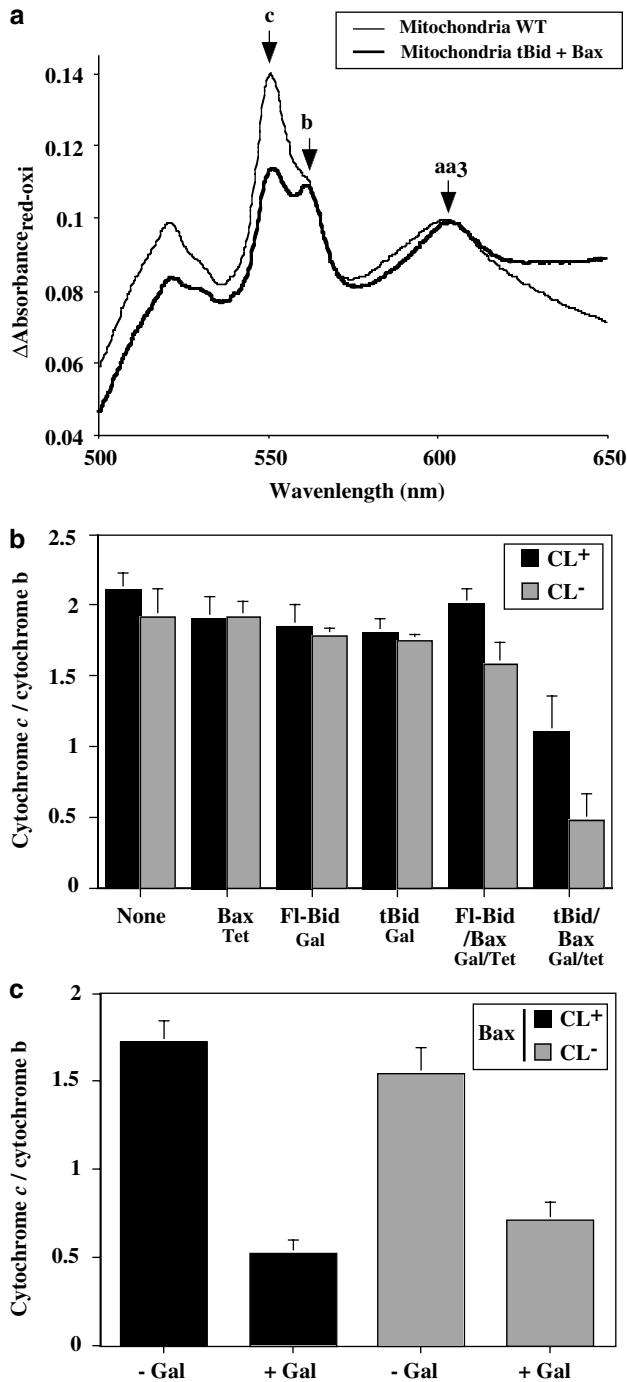 a
Mitochondria WT
Mitochondria tBid + Bax
c
b
aa3
0.14
0.12
0.1
0.08
0.06
0.04
ΔAbsorbance red-oxi
500
550
600
650
Wavenlength (nm)
b
CL+
CL-
2.5
2
1.5
1
0.5
0
Cytochrome c / cytochrome b
None
Bax
Tet
Fl-Bid
Gal
tBid
Gal
Fl-Bid
/Bax
Gal/Tet
tBid/
Bax
Gal/tet
c
Bax
CL+
CL-
2
1.5
1
0.5
0
Cytochrome c / cytochrome b
- Gal
+ Gal
- Gal
+ Gal